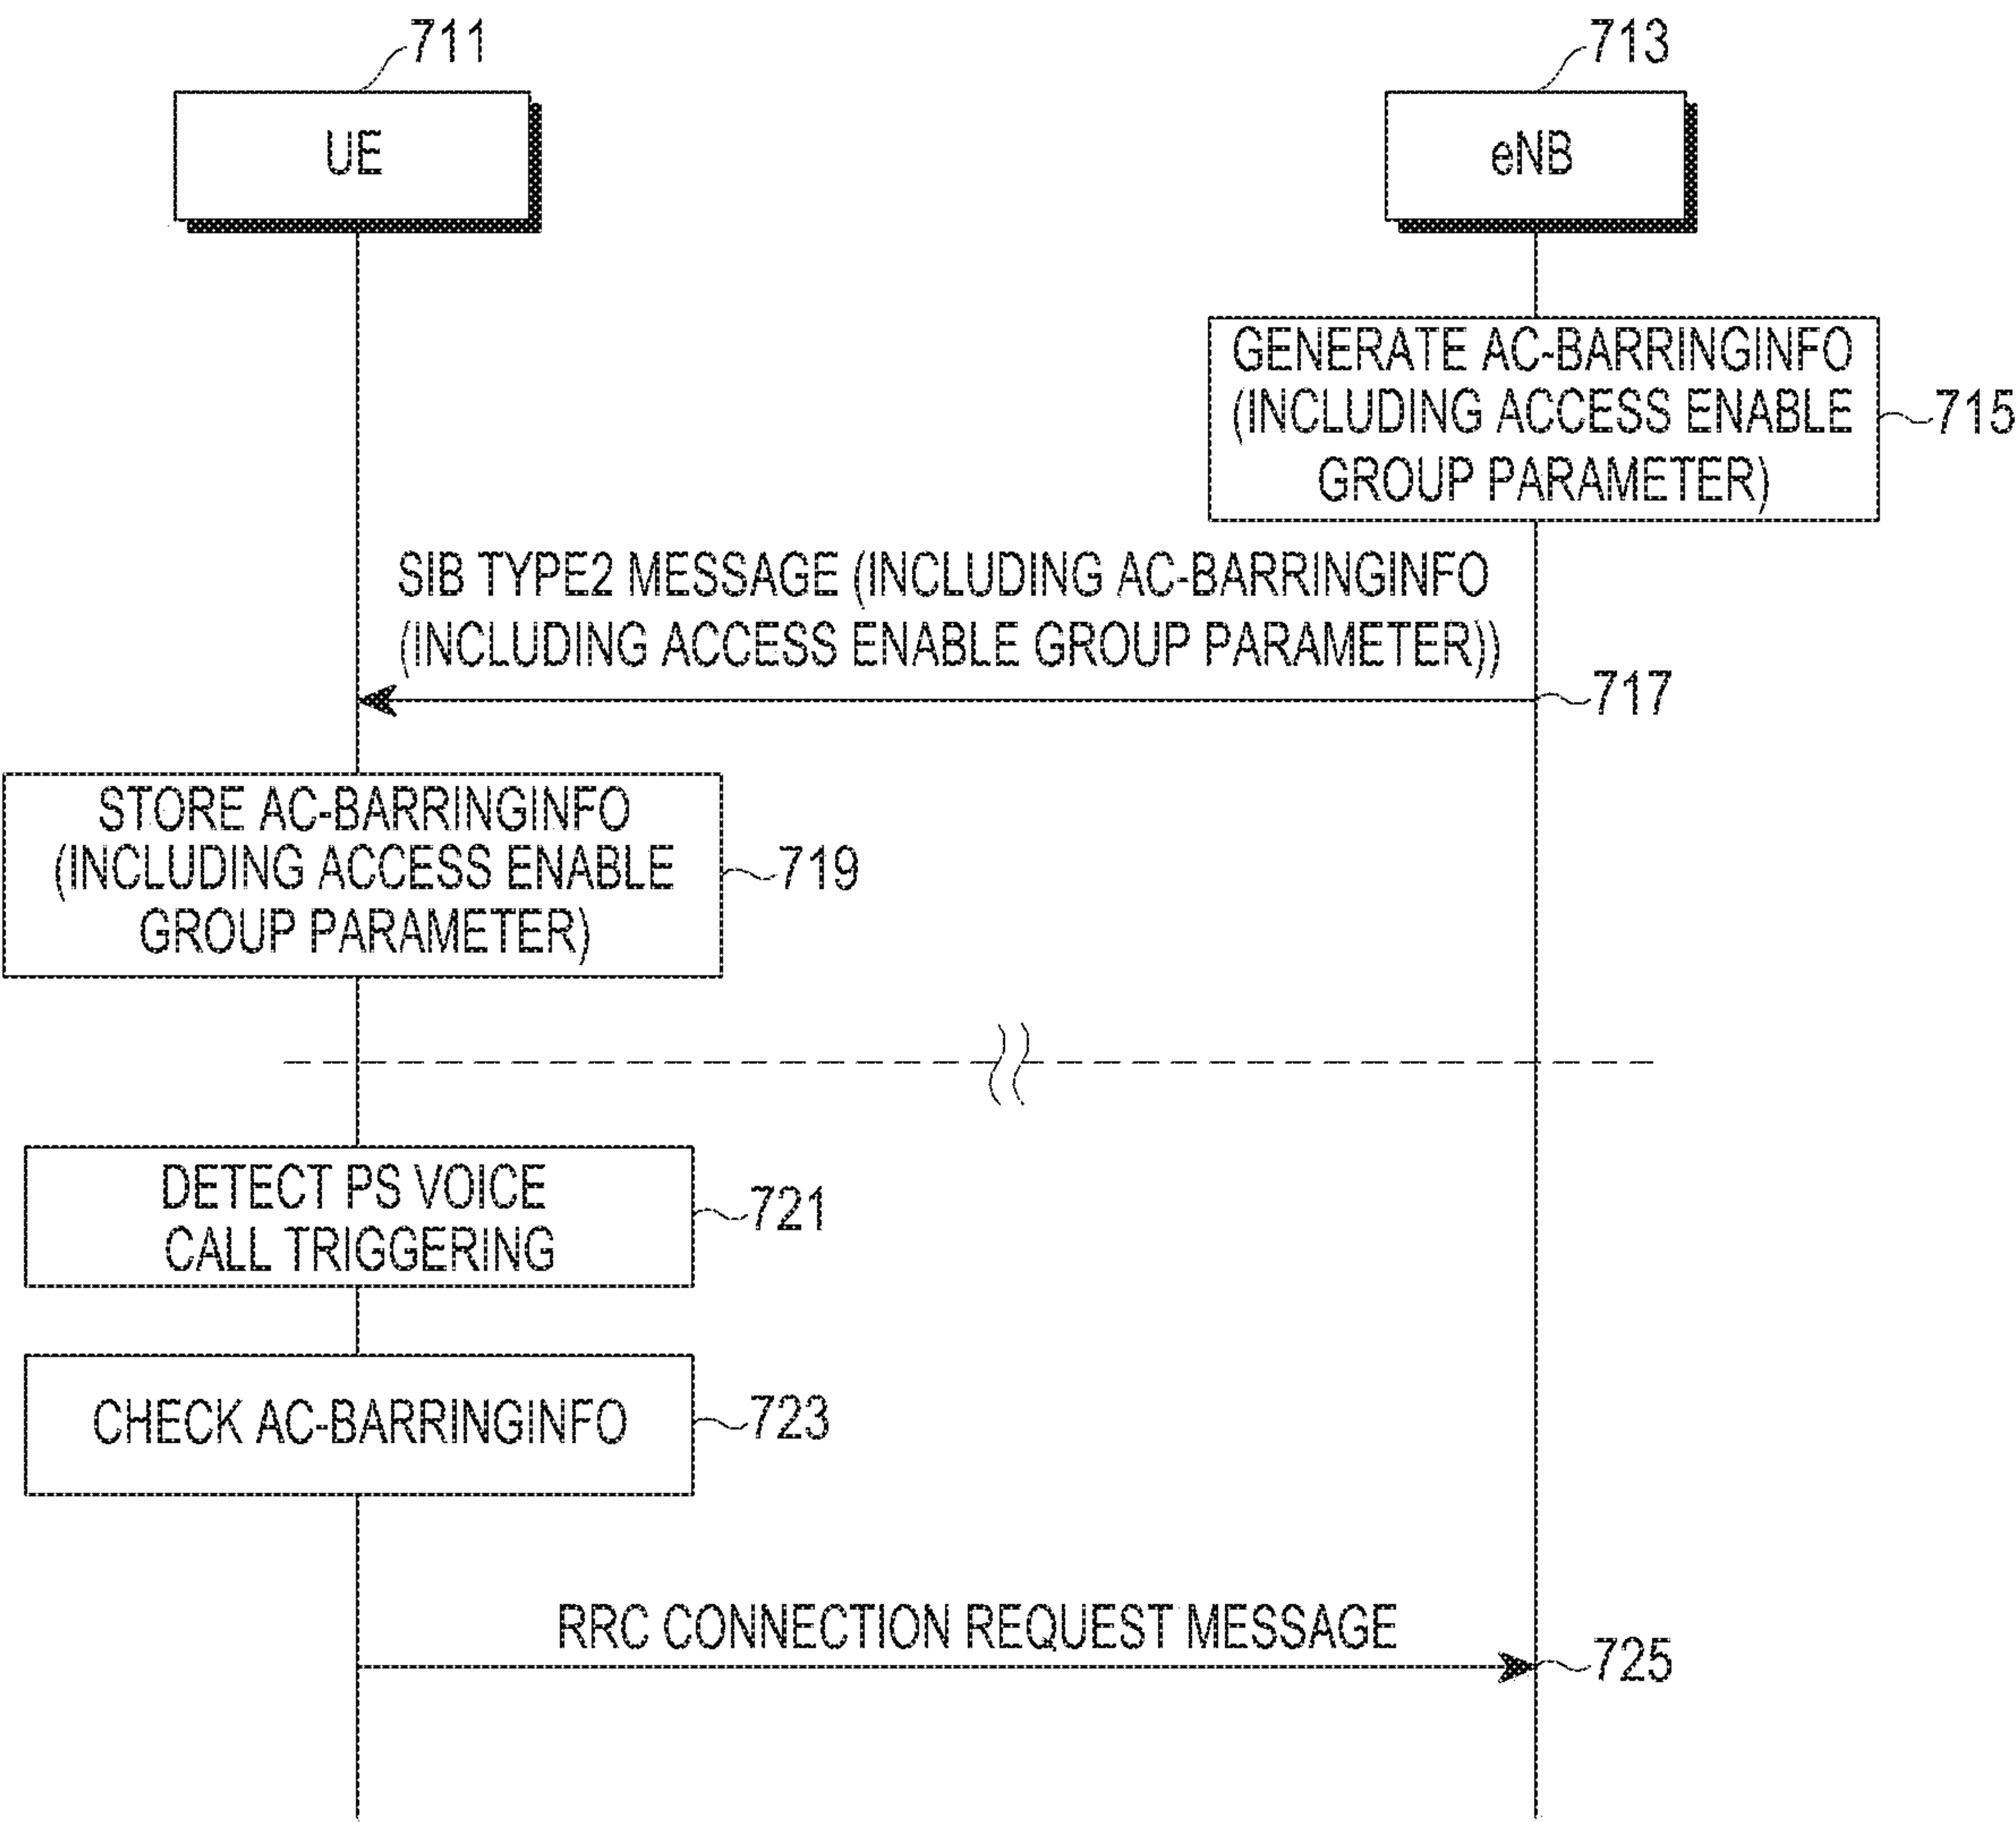 711
713
UE
eNB
GENERATE AC-BARRINGINFO
(INCLUDING ACCESS ENABLE
GROUP PARAMETER)
715
SIB TYPE2 MESSAGE (INCLUDING AC-BARRINGINFO
(INCLUDING ACCESS ENABLE GROUP PARAMETER))
717
STORE AC-BARRINGINFO
(INCLUDING ACCESS ENABLE
GROUP PARAMETER)
719
DETECT PS VOICE
CALL TRIGGERING
721
CHECK AC-BARRINGINFO
723
RRC CONNECTION REQUEST MESSAGE
725